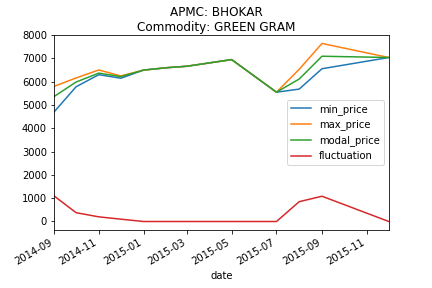 APMC: BHOKAR
Commodity: GREEN GRAM
8000
7000
6000
5000
4000
3000
2000
1000
0
min_price
max_price
modal_price
fluctuation
2014-09 2014-11 2015-01 2015-03 2015-05 2015-07 2015-09 2015-11
date